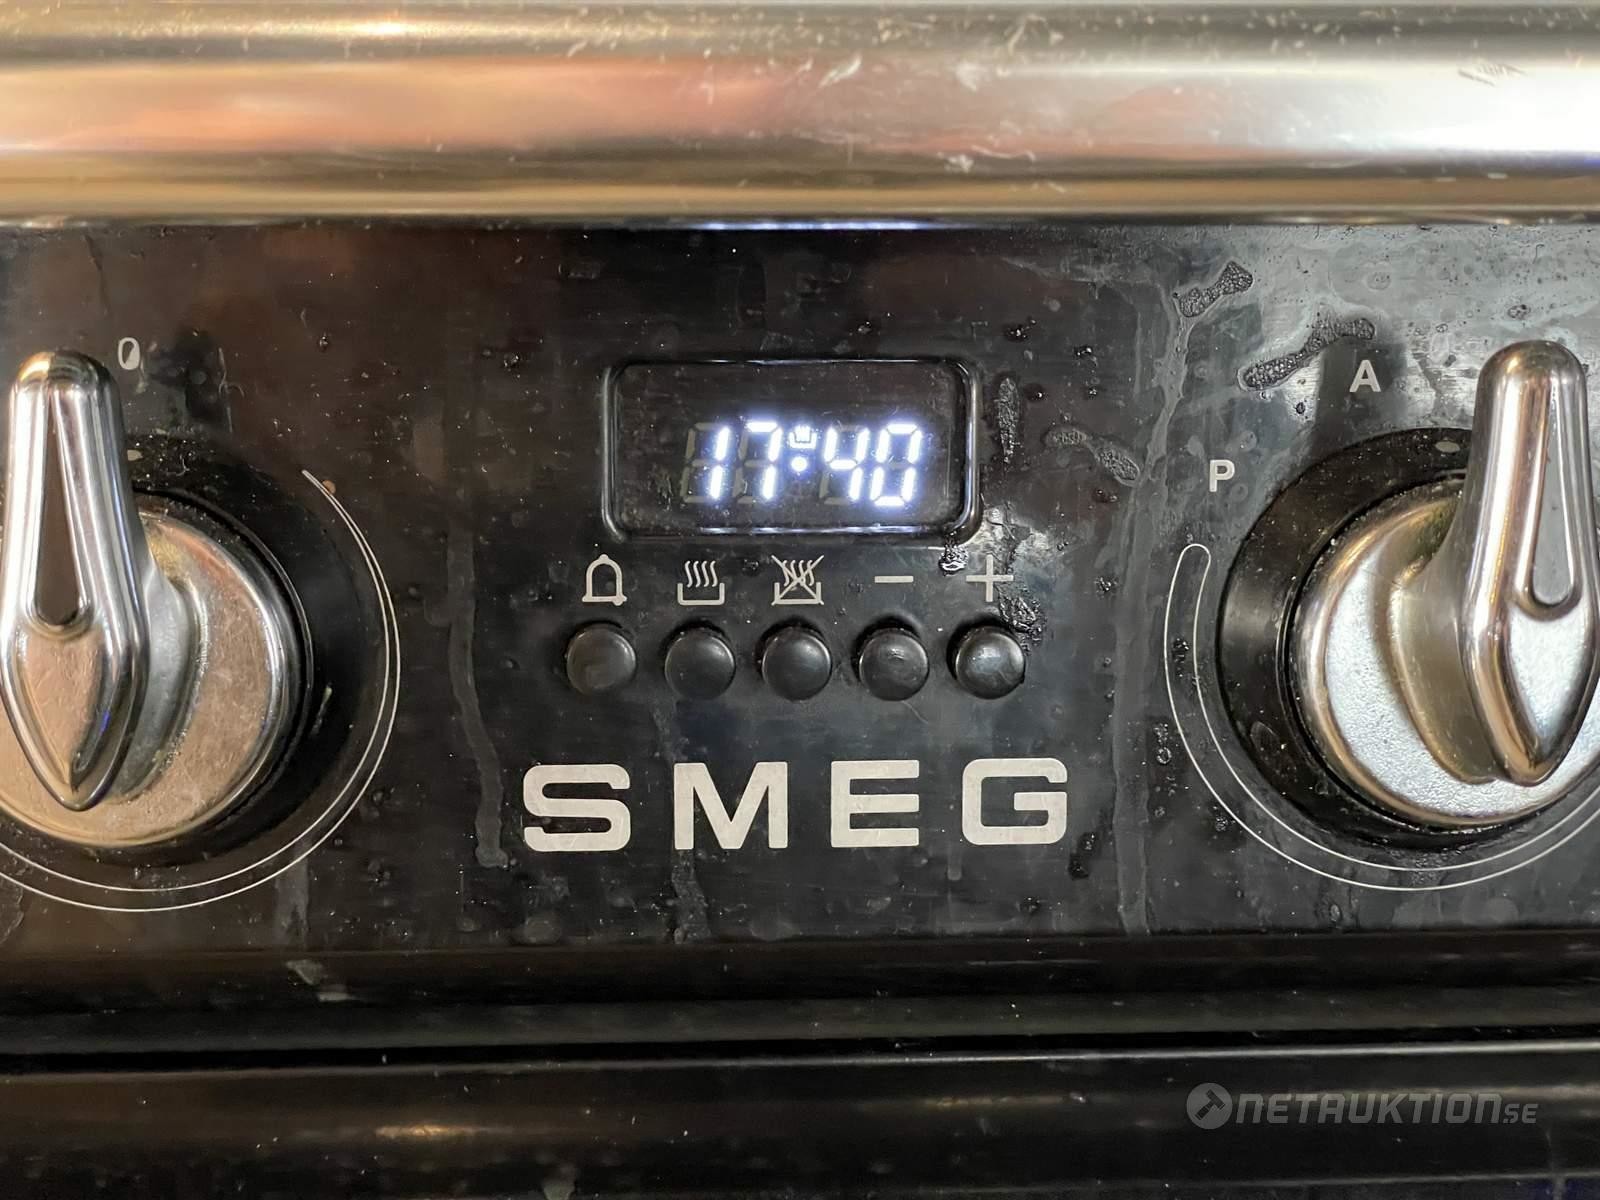 0
A
P
17:40
− +
SMEG
NETAUKTION.SE